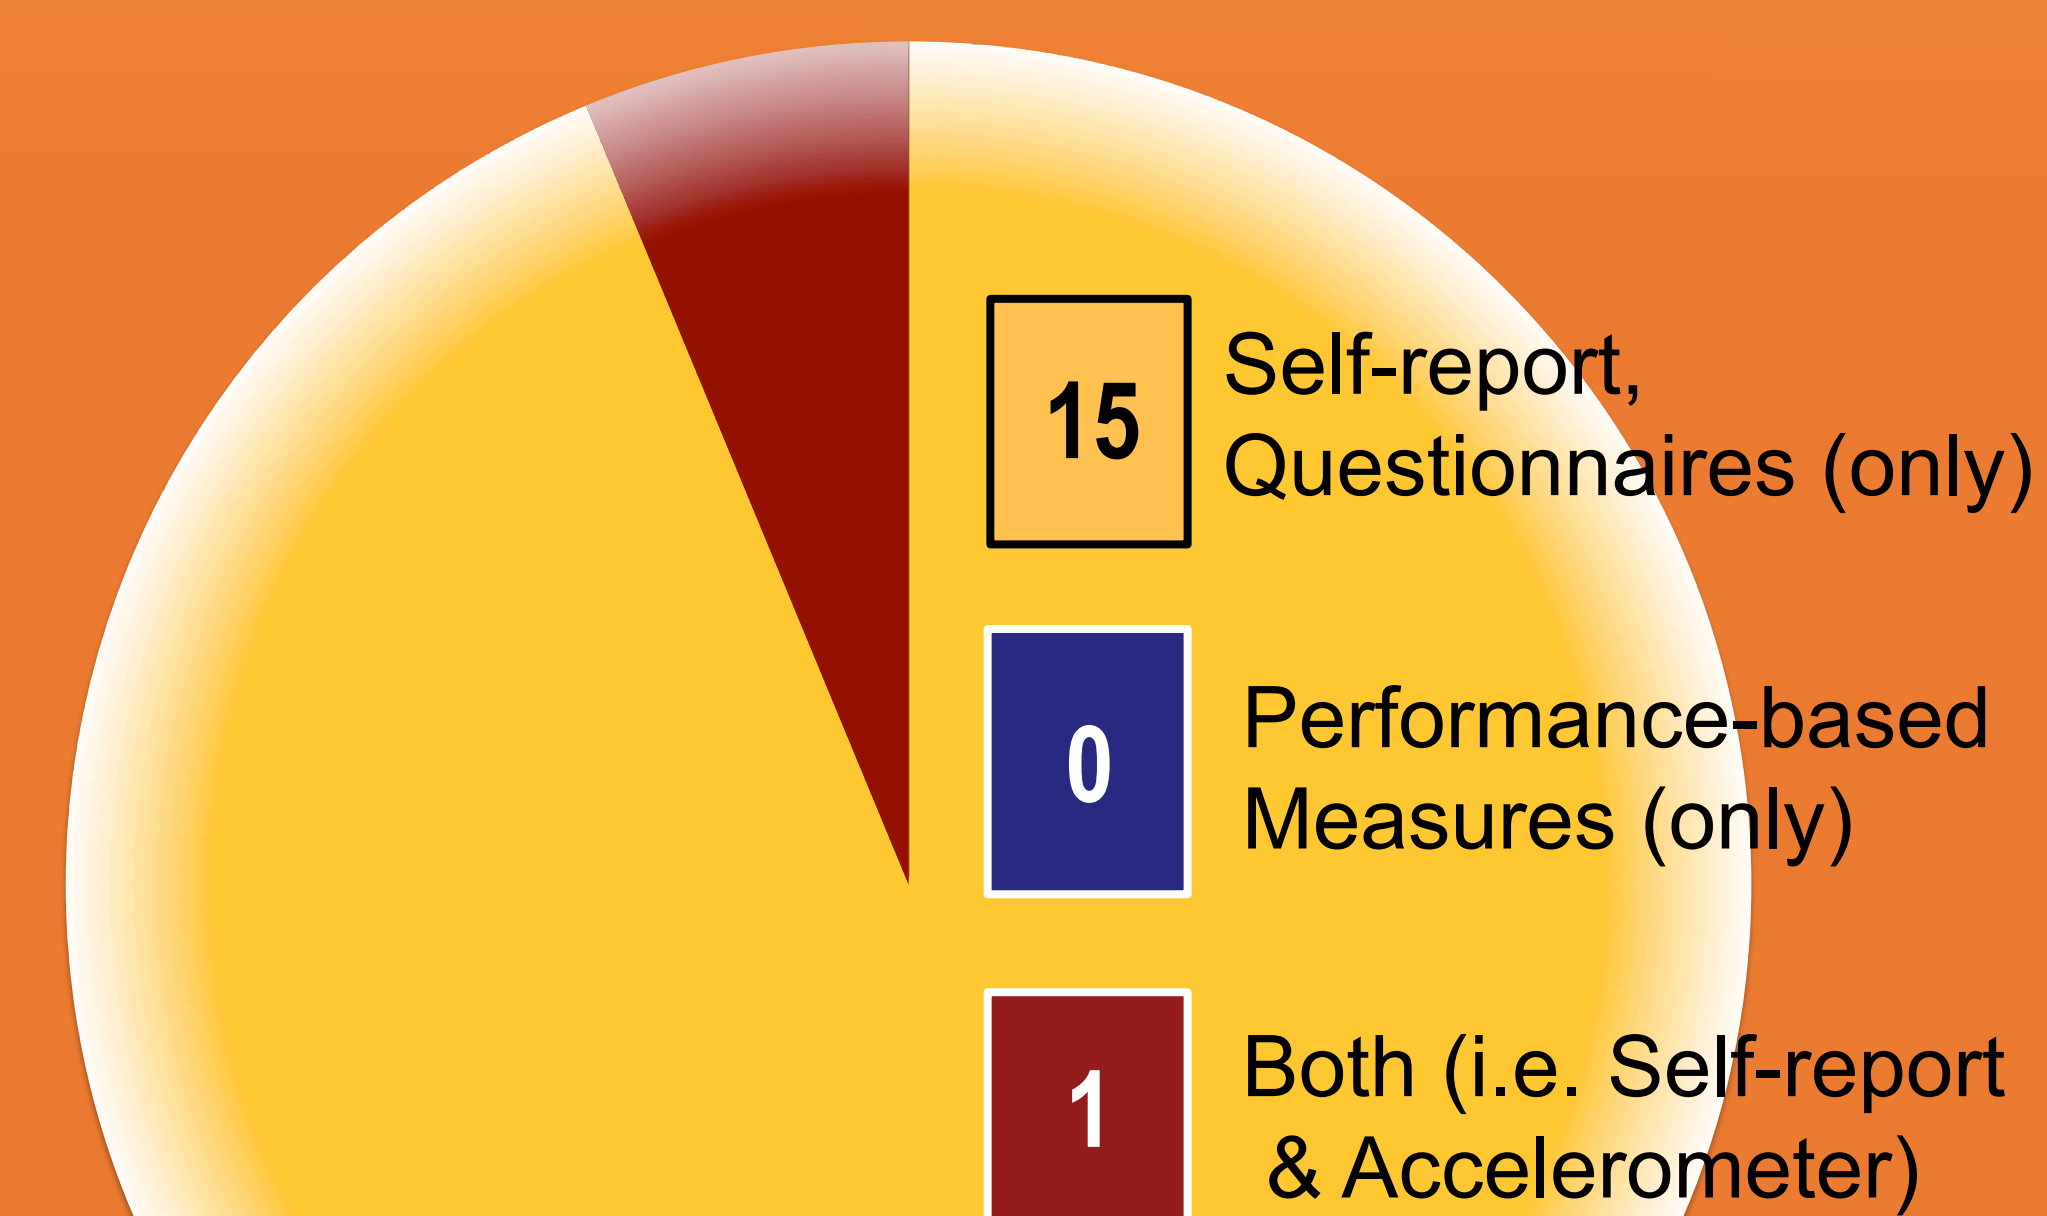 15
Self-report,
Questionnaires (only)
0
Performance-based
Measures (only)
1
Both (i.e. Self-report
& Accelerometer)